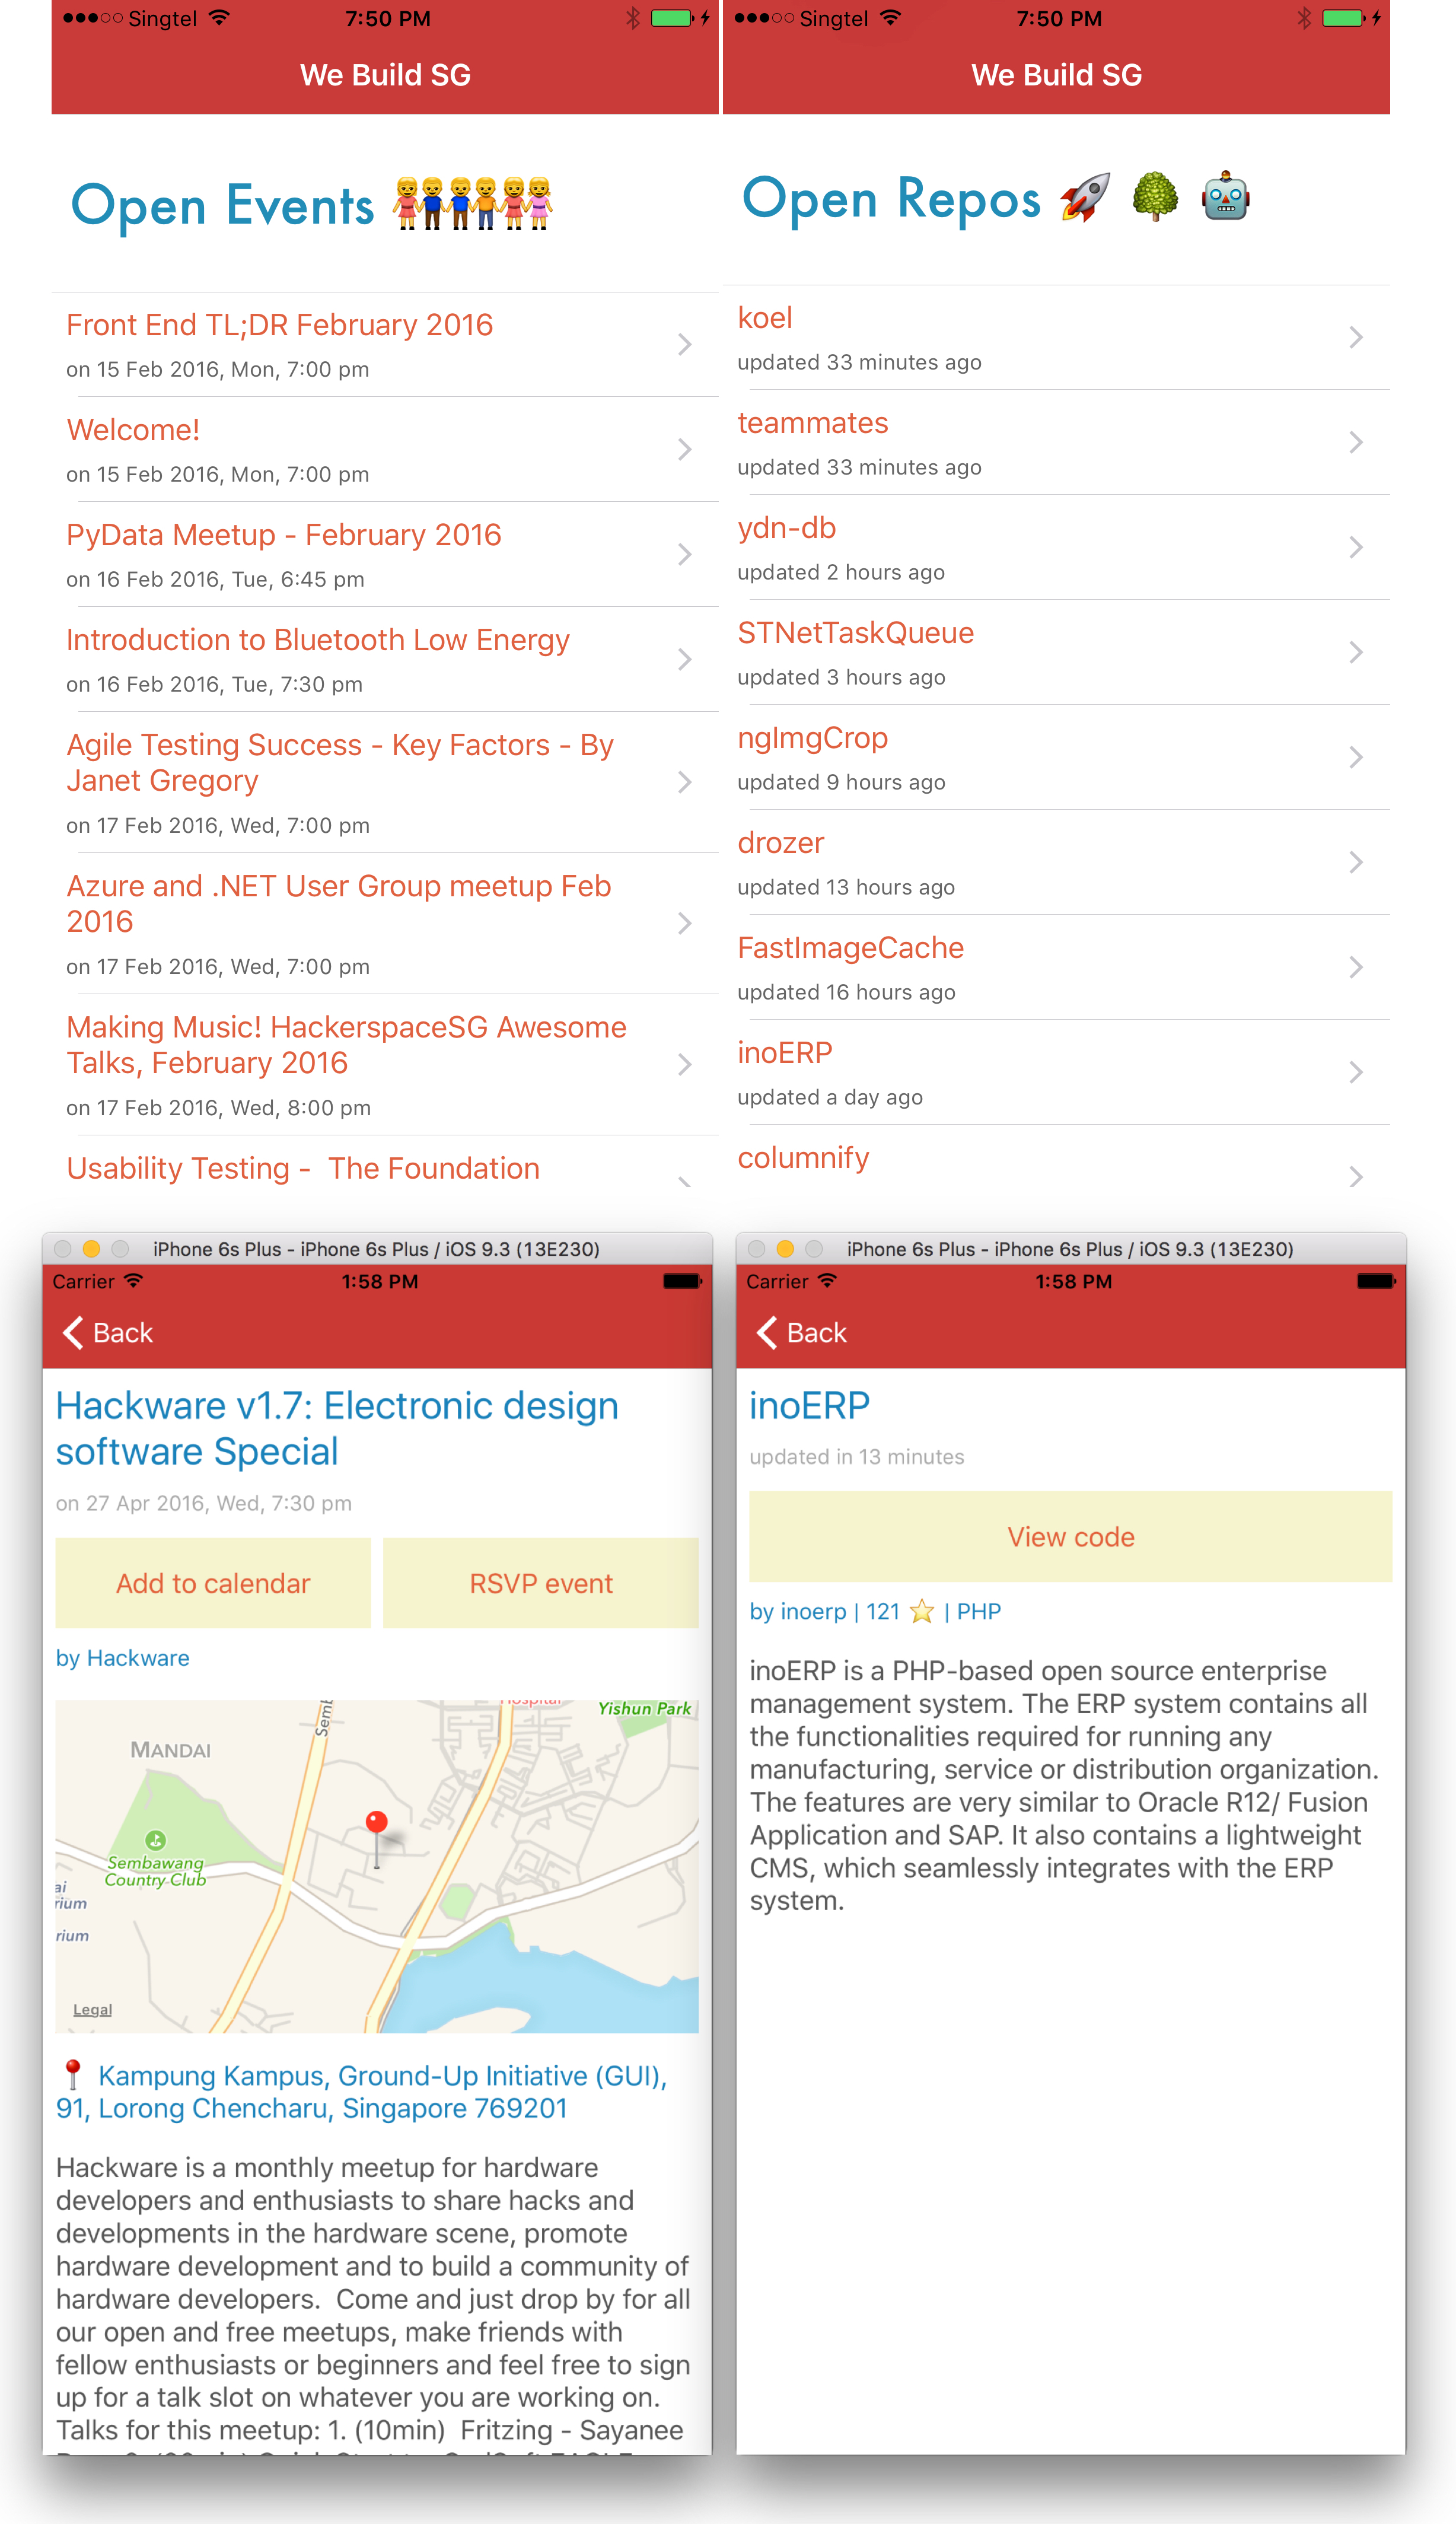 Singtel 7:50 PM
We Build SG
Open Events
Front End TL;DR February 2016
on 15 Feb 2016, Mon, 7:00 pm
Welcome!
on 15 Feb 2016, Mon, 7:00 pm
PyData Meetup - February 2016
on 16 Feb 2016, Tue, 6:45 pm
Introduction to Bluetooth Low Energy
on 16 Feb 2016, Tue, 7:30 pm
Agile Testing Success - Key Factors - By
Janet Gregory
on 17 Feb 2016, Wed, 7:00 pm
Azure and .NET User Group meetup Feb
2016
on 17 Feb 2016, Wed, 7:00 pm
Making Music! HackerspaceSG Awesome
Talks, February 2016
on 17 Feb 2016, Wed, 8:00 pm
Usability Testing -  The Foundation
Singtel 7:50 PM
We Build SG
Open Repos 🚀 🌳 🤖
koel
updated 33 minutes ago
teammates
updated 33 minutes ago
ydn-db
updated 2 hours ago
STNetTaskQueue
updated 3 hours ago
ngImgCrop
updated 9 hours ago
drozer
updated 13 hours ago
FastImageCache
updated 16 hours ago
inoERP
updated a day ago
columnify
iPhone 6s Plus - iPhone 6s Plus / iOS 9.3 (13E230)
Carrier 1:58 PM
Back
Hackware v1.7: Electronic design
software Special
on 27 Apr 2016, Wed, 7:30 pm
Add to calendar RSVP event
by Hackware
Hospital
Yishun Park
Semb
MANDAI
Sembawang
Country Club
ai
rium
rium
Legal
📍 Kampung Kampus, Ground-Up Initiative (GUI),
91, Lorong Chencharu, Singapore 769201
Hackware is a monthly meetup for hardware
developers and enthusiasts to share hacks and
developments in the hardware scene, promote
hardware development and to build a community of
hardware developers.  Come and just drop by for all
our open and free meetups, make friends with
fellow enthusiasts or beginners and feel free to sign
up for a talk slot on whatever you are working on.
Talks for this meetup: 1. (10min)  Fritzing - Sayanee
iPhone 6s Plus - iPhone 6s Plus / iOS 9.3 (13E230)
Carrier 1:58 PM
Back
inoERP
updated in 13 minutes
View code
by inoerp | 121 ⭐ | PHP
inoERP is a PHP-based open source enterprise
management system. The ERP system contains all
the functionalities required for running any
manufacturing, service or distribution organization.
The features are very similar to Oracle R12/ Fusion
Application and SAP. It also contains a lightweight
CMS, which seamlessly integrates with the ERP
system.